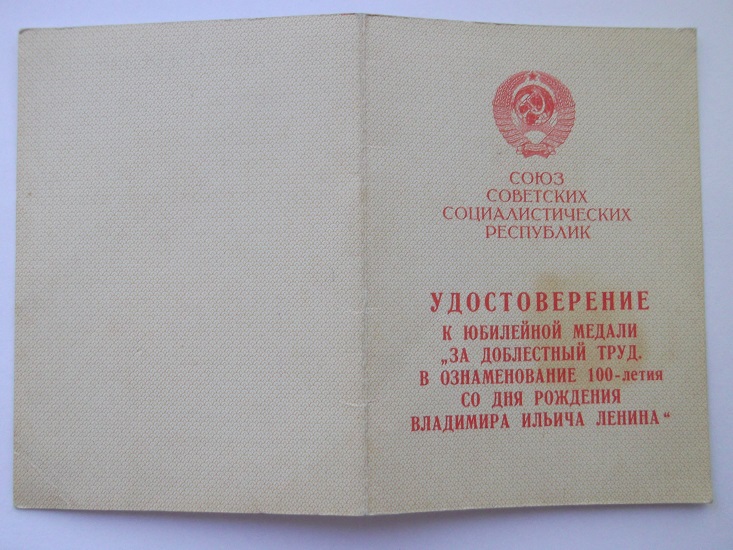 СОЮЗ
СОВЕТСКИХ
СОЦИАЛИСТИЧЕСКИХ
РЕСПУБЛИК
УДОСТОВЕРЕНИЕ
К ЮБИЛЕЙНОЙ МЕДАЛИ
„ЗА ДОБЛЕСТНЫЙ ТРУД.
В ОЗНАМЕНОВАНИЕ 100-летия
СО ДНЯ РОЖДЕНИЯ
ВЛАДИМИРА ИЛЬИЧА ЛЕНИНА“